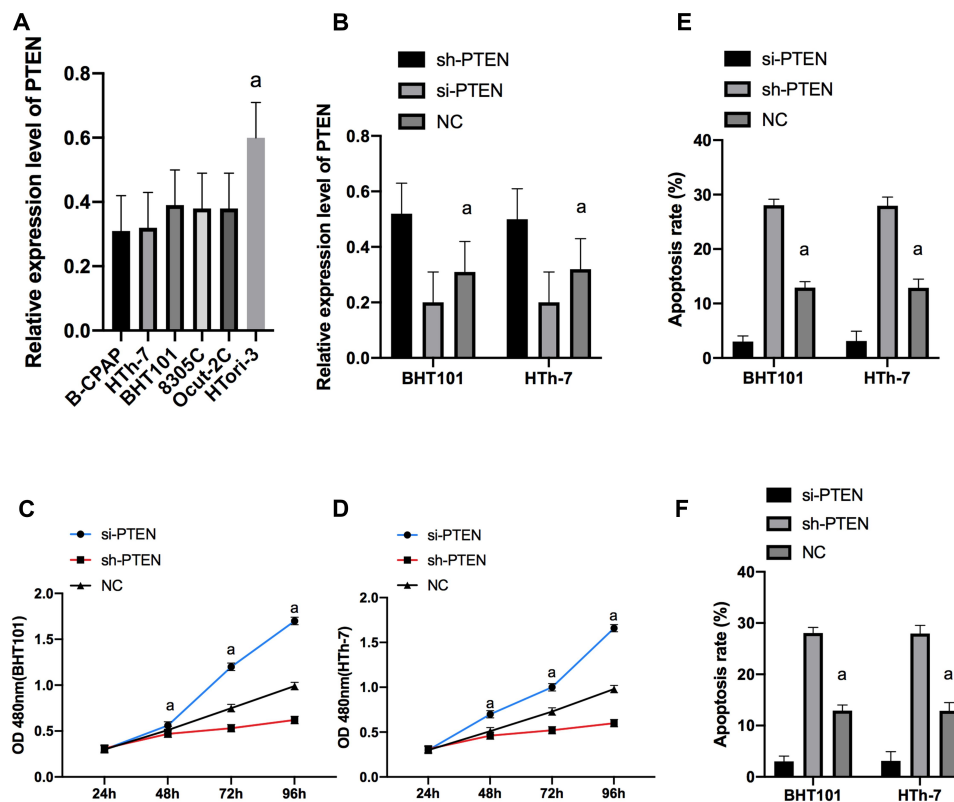 A
Relative expression level of PTEN
0.8
0.6
0.4
0.2
0.0
a
B-CPAP
HTh-7
BHT101
8305C
Ocut-2C
HTori-3
B
sh-PTEN
si-PTEN
NC
Relative expression level of PTEN
0.8
0.6
0.4
0.2
0.0
a
a
BHT101
HTh-7
E
si-PTEN
sh-PTEN
NC
Apoptosis rate (%)
40
30
20
10
0
a
a
BHT101
HTh-7
C
si-PTEN
sh-PTEN
NC
OD 480nm(BHT101)
2.0
1.5
1.0
0.5
0.0
a
a
a
24h
48h
72h
96h
D
si-PTEN
sh-PTEN
NC
OD 480nm(HTh-7)
2.0
1.5
1.0
0.5
0.0
a
a
a
24h
48h
72h
96h
F
si-PTEN
sh-PTEN
NC
Apoptosis rate (%)
40
30
20
10
0
a
a
BHT101
HTh-7